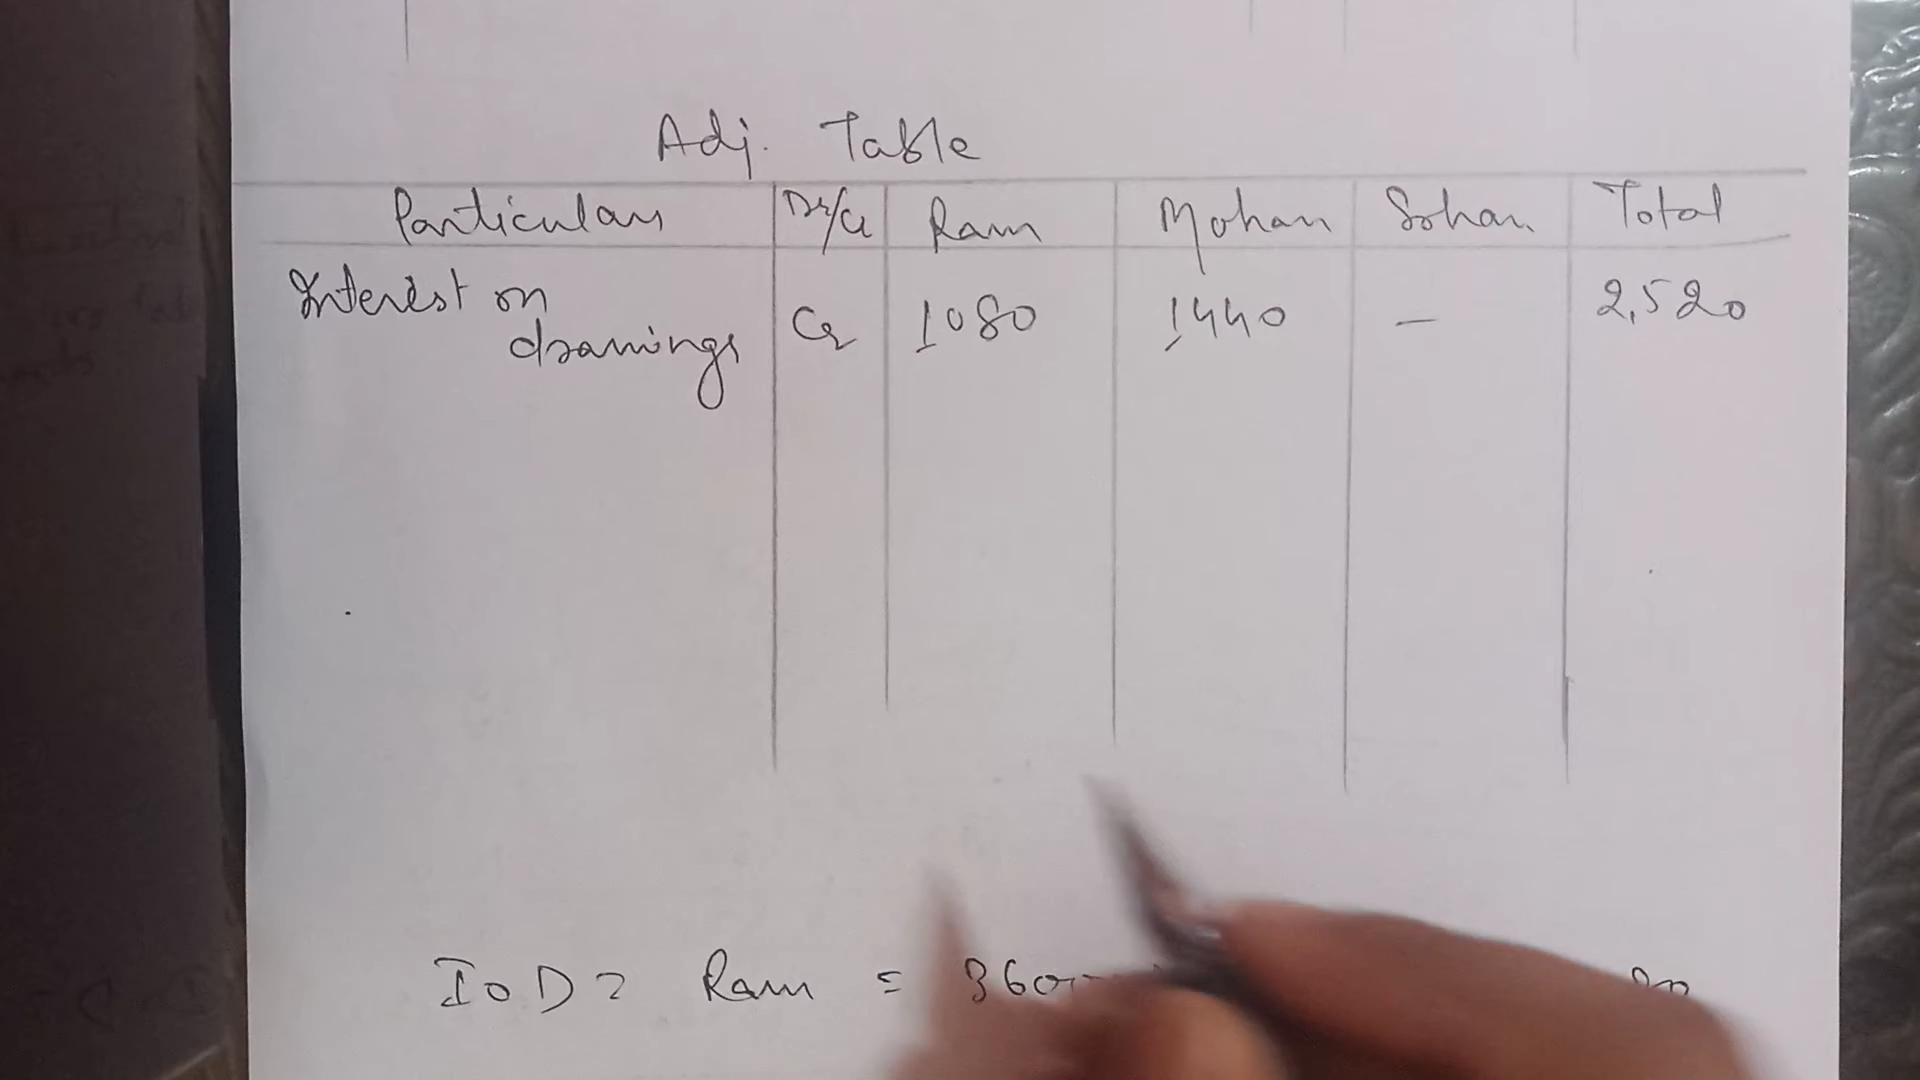 Adj. Table
Particulars Dr/Cr Ram Mohan Sohan Total
Interest on
drawings Cr 1080 1440 — 2,520
IOD = Ram = 3600